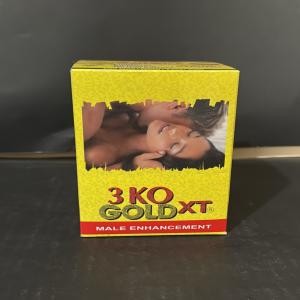 3 KO
GOLD XT
MALE ENHANCEMENT